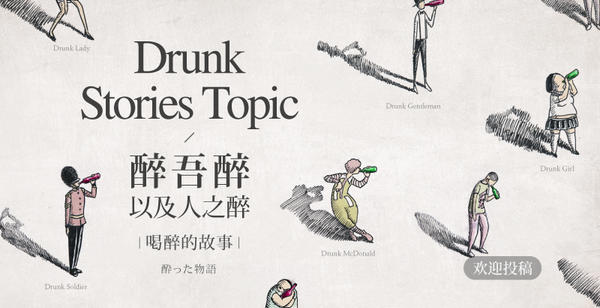 Drunk Lady
Drunk
Stories Topic
醉吾醉
以及人之醉
|喝醉的故事|
酔った物語
Drunk Gentleman
Drunk Girl
Drunk McDonald
Drunk Soldier
欢迎投稿